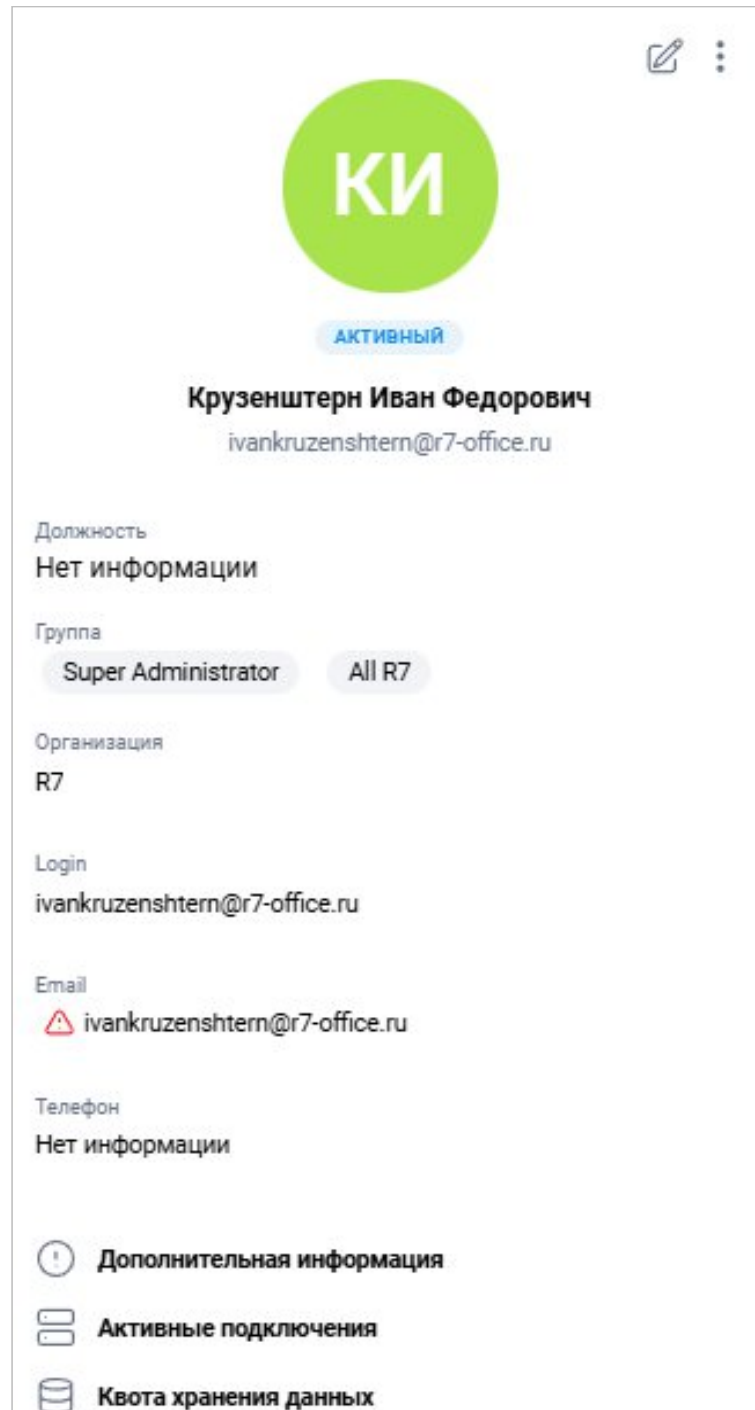 КИ
АКТИВНЫЙ
Крузенштерн Иван Федорович
ivankruzenshtern@r7-office.ru
Должность
Нет информации
Группа
Super Administrator All R7
Организация
R7
Login
ivankruzenshtern@r7-office.ru
Email
ivankruzenshtern@r7-office.ru
Телефон
Нет информации
Дополнительная информация
Активные подключения
Квота хранения данных